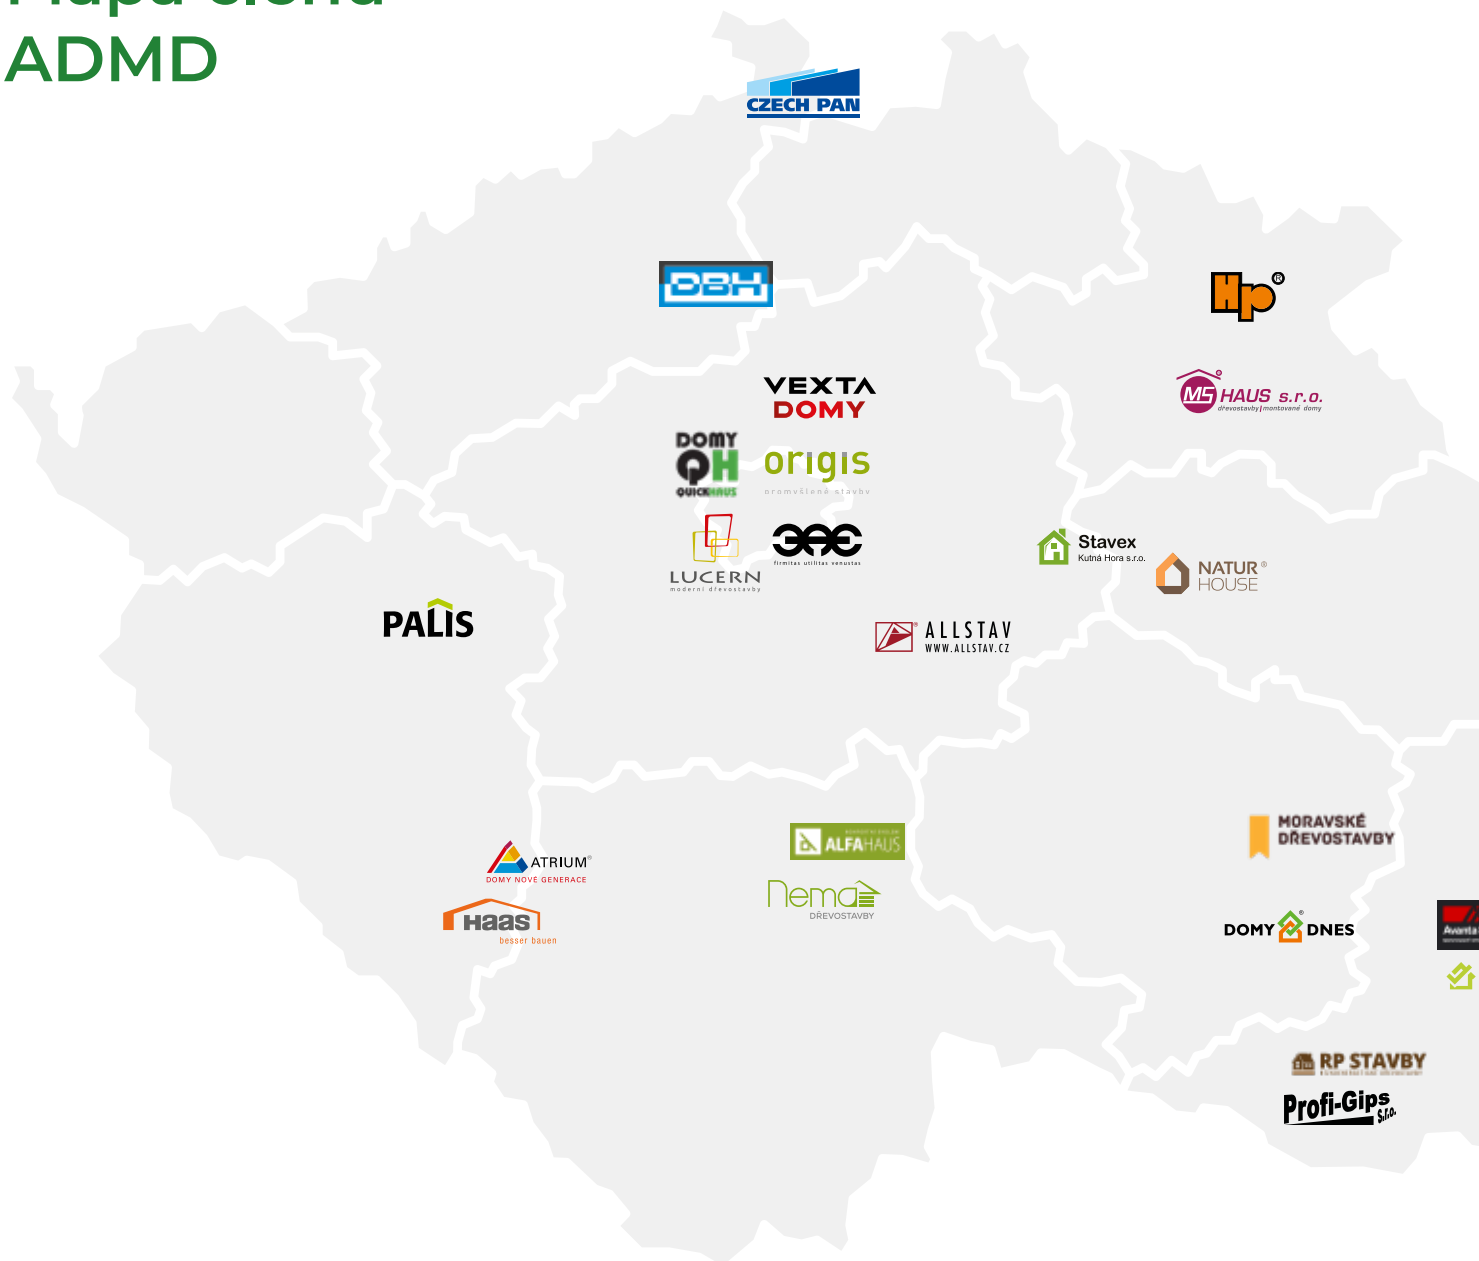 ADMD
CZECH PAN
DBH
Hp®
VEXTA
DOMY
MS HAUS s.r.o.
dřevostavby|montované domy
DOMY
QH
QUICKHAUS
origis
promyšlené stavby
LUCERN
moderní dřevostavby
firmitas utilitas venustas
Stavex
Kutná Hora s.r.o.
NATUR®
HOUSE
PALIS
ALLSTAV
WWW.ALLSTAV.CZ
MORAVSKÉ
DŘEVOSTAVBY
ALFAHAUS
ATRIUM®
DOMY NOVÉ GENERACE
Nema
DŘEVOSTAVBY
Haas
besser bauen
DOMY DNES
Avanta
RP STAVBY
Profi-Gips s.r.o.